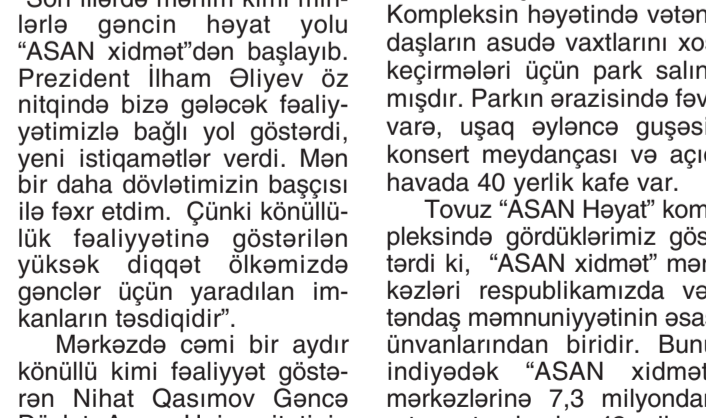 "Son illərdə mənim kimi min-
lərlə gəncin həyat yolu
“ASAN xidmət”dən başlayıb.
Prezident İlham Əliyev öz
nitqində bizə gələcək fəaliy-
yətimizlə bağlı yol göstərdi,
yeni istiqamətlər verdi. Mən
bir daha dövlətimizin başçısı
ilə fəxr etdim. Çünki könüllü-
lük fəaliyyətinə göstərilən
yüksək diqqət ölkəmizdə
gənclər üçün yaradılan im-
kanların təsdiqidir”.
Mərkəzdə cəmi bir aydır
könüllü kimi fəaliyyət göstə-
rən Nihat Qasımov Gəncə
Kompleksin həyətində vətən
daşların asudə vaxtlarını xoş
keçirmələri üçün park salın
mışdır. Parkın ərazisində fəv
varə, uşaq əyləncə guşəsi
konsert meydançası və açıq
havada 40 yerlik kafe var.
Tovuz “ASAN Həyat” kom
pleksində gördüklərimiz gös
tərdi ki, “ASAN xidmət” mər
kəzləri respublikamızda və
təndaş məmnuniyyətinin əsas
ünvanlarından biridir. Bunu
indiyədək “ASAN xidmət
mərkəzlərinə 7,3 milyondan